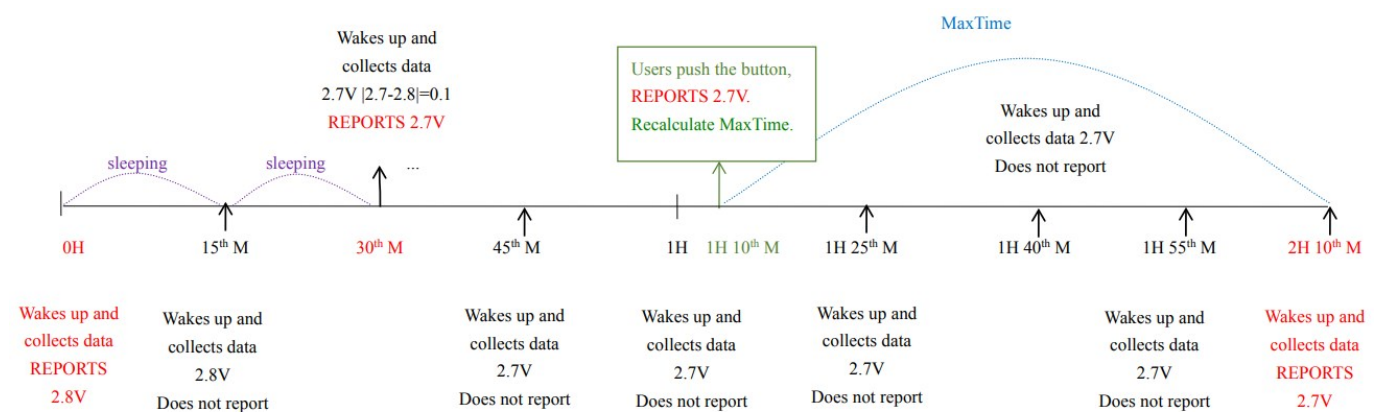 MaxTime
Wakes up and
collects data
2.7V |2.7-2.8|=0.1
REPORTS 2.7V
Users push the button,
REPORTS 2.7V.
Recalculate MaxTime.
Wakes up and
collects data 2.7V
Does not report
sleeping
sleeping
...
0H
15th M
30th M
45th M
1H
1H 10th M
1H 25th M
1H 40th M
1H 55th M
2H 10th M
Wakes up and
collects data
REPORTS
2.8V
Wakes up and
collects data
2.8V
Does not report
Wakes up and
collects data
2.7V
Does not report
Wakes up and
collects data
2.7V
Does not report
Wakes up and
collects data
2.7V
Does not report
Wakes up and
collects data
2.7V
Does not report
Wakes up and
collects data
REPORTS
2.7V